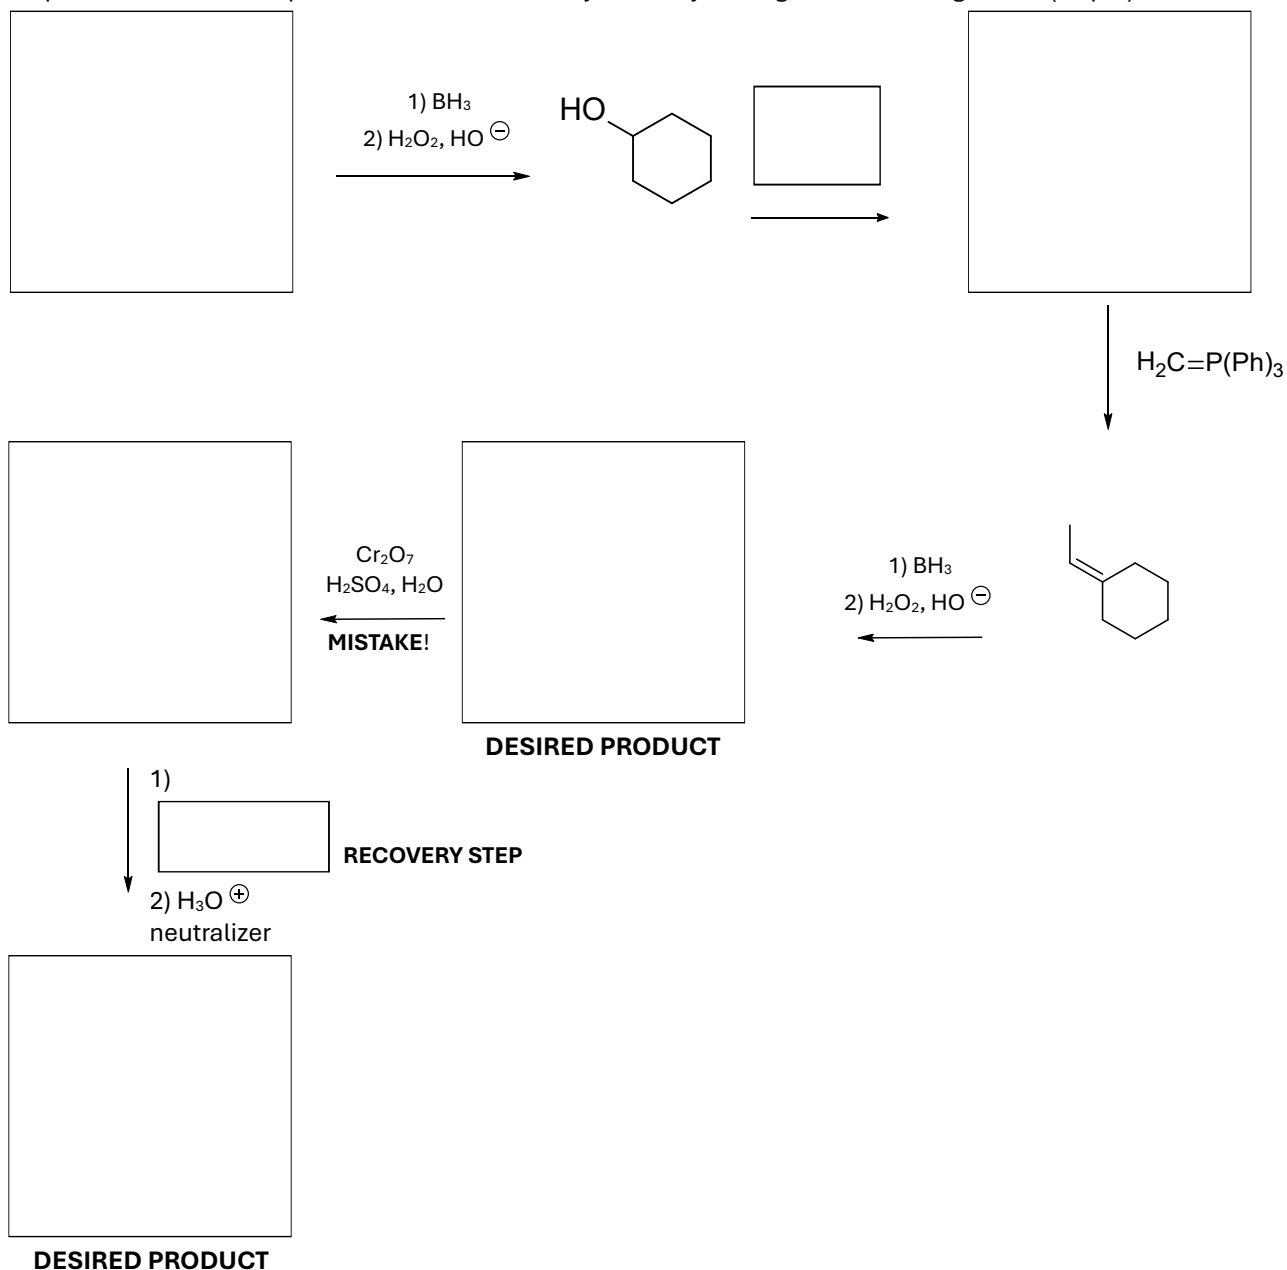 1) BH₃
2) H₂O₂, HO ⊖
HO
H₂C=P(Ph)₃
Cr₂O₇
H₂SO₄, H₂O
MISTAKE!
1) BH₃
2) H₂O₂, HO ⊖
DESIRED PRODUCT
1)
RECOVERY STEP
2) H₃O ⊕
neutralizer
DESIRED PRODUCT